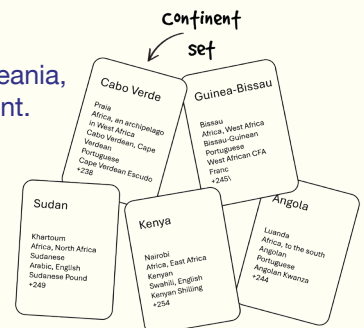 Continent
set
eania,
nt.
Cabo Verde
Praia
Africa, an archipelago
in West Africa
Cabo Verdean, Cape
Verdean
Portuguese
Cape Verdean Escudo
+238
Guinea-Bissau
Bissau
Africa, West Africa
Bissau-Guinean
Portuguese
West African CFA
Franc
+245\
Sudan
Khartoum
Africa, North Africa
Sudanese
Arabic, English
Sudanese Pound
+249
Kenya
Nairobi
Africa, East Africa
Kenyan
Swahili, English
Kenyan Shilling
+254
Angola
Luanda
Africa, to the south
Angolan
Portuguese
Angolan Kwanza
+244